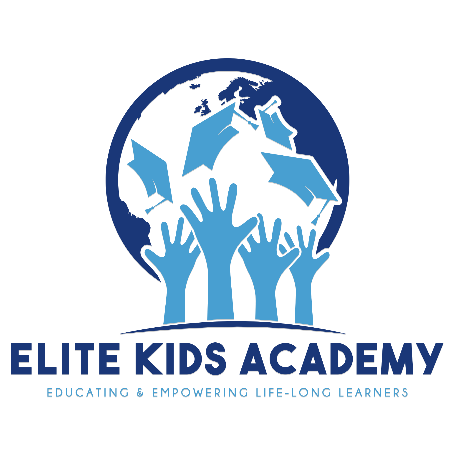 ELITE KIDS ACADEMY
EDUCATING & EMPOWERING LIFE-LONG LEARNERS